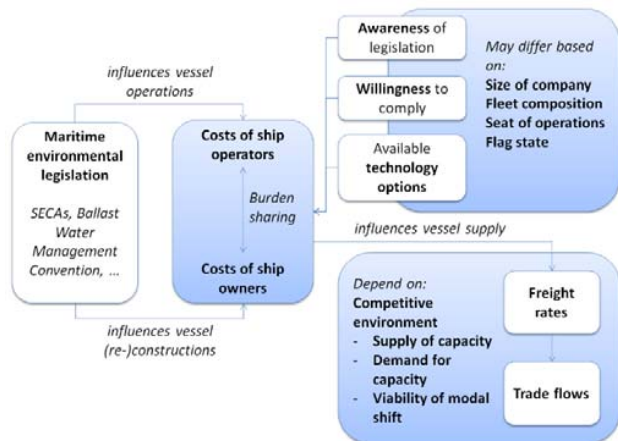 influences vessel
operations
Maritime
environmental
legislation
SECAs, Ballast
Water
Management
Convention, ...
influences vessel
(re-)constructions
Costs of ship
operators
Burden
sharing
Costs of ship
owners
Awareness of
legislation
Willingness to
comply
Available
technology
options
May differ based
on:
Size of company
Fleet composition
Seat of operations
Flag state
influences vessel supply
Depend on:
Competitive
environment
- Supply of capacity
- Demand for
capacity
- Viability of modal
shift
Freight
rates
Trade flows